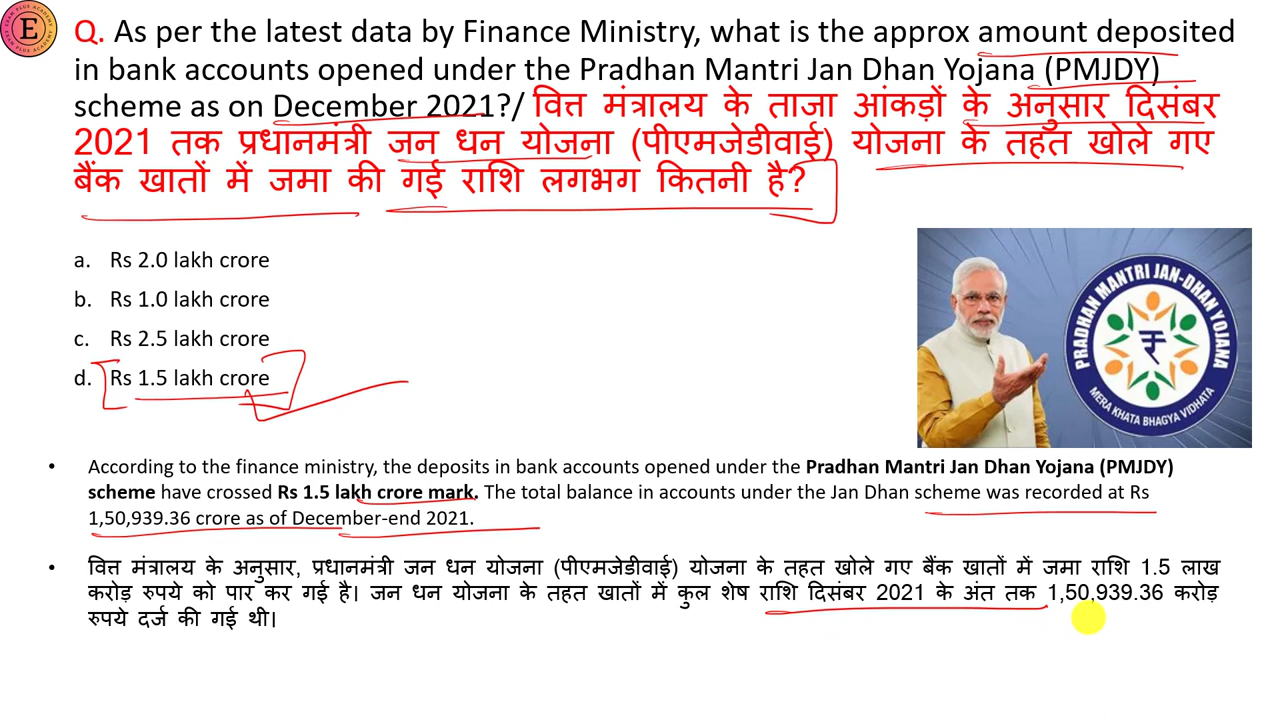 E
EXAM PLUS ACADEMY
Q. As per the latest data by Finance Ministry, what is the approx amount deposited
in bank accounts opened under the Pradhan Mantri Jan Dhan Yojana (PMJDY)
scheme as on December 2021?/ वित्त मंत्रालय के ताजा आंकड़ों के अनुसार दिसंबर
2021 तक प्रधानमंत्री जन धन योजना (पीएमजेडीवाई) योजना के तहत खोले गए
बैंक खातों में जमा की गई राशि लगभग कितनी है?
a. Rs 2.0 lakh crore
b. Rs 1.0 lakh crore
c. Rs 2.5 lakh crore
d. Rs 1.5 lakh crore
PRADHAN MANTRI JAN-DHAN YOJANA
₹
MERA KHATA BHAGYA VIDHATA
• According to the finance ministry, the deposits in bank accounts opened under the Pradhan Mantri Jan Dhan Yojana (PMJDY)
scheme have crossed Rs 1.5 lakh crore mark. The total balance in accounts under the Jan Dhan scheme was recorded at Rs
1,50,939.36 crore as of December-end 2021.
• वित्त मंत्रालय के अनुसार, प्रधानमंत्री जन धन योजना (पीएमजेडीवाई) योजना के तहत खोले गए बैंक खातों में जमा राशि 1.5 लाख
करोड़ रुपये को पार कर गई है। जन धन योजना के तहत खातों में कुल शेष राशि दिसंबर 2021 के अंत तक 1,50,939.36 करोड़
रुपये दर्ज की गई थी।